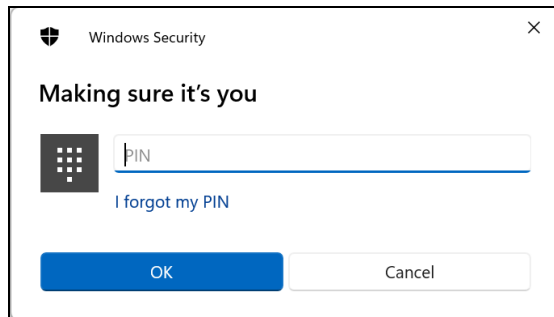 Windows Security
Making sure it's you
PIN
I forgot my PIN
OK
Cancel